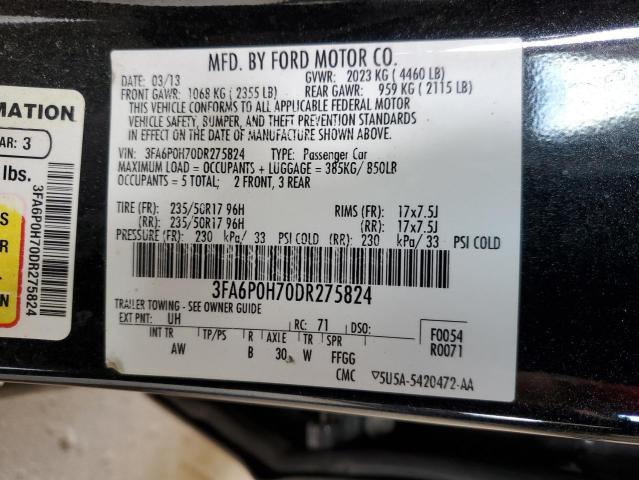 MFD. BY FORD MOTOR CO.
DATE: 03/13 GVWR: 2023 KG ( 4460 LB)
FRONT GAWR: 1068 KG ( 2355 LB) REAR GAWR: 959 KG ( 2115 LB)
THIS VEHICLE CONFORMS TO ALL APPLICABLE FEDERAL MOTOR
VEHICLE SAFETY, BUMPER, AND THEFT PREVENTION STANDARDS
IN EFFECT ON THE DATE OF MANUFACTURE SHOWN ABOVE.
VIN: 3FA6P0H70DR275824 TYPE: Passenger Car
MAXIMUM LOAD = OCCUPANTS + LUGGAGE = 385KG/ 850LB
OCCUPANTS = 5 TOTAL; 2 FRONT, 3 REAR
TIRE (FR): 235/50R17 96H RIMS (FR): 17x7.5J
(RR): 235/50R17 96H (RR): 17x7.5J
PRESSURE (FR): 230 kPa/ 33 PSI COLD (RR): 230 kPa/ 33 PSI COLD
3FA6P0H70DR275824
TRAILER TOWING - SEE OWNER GUIDE
EXT PNT: UH RC: 71 DSO: F0054
INT TR TP/PS R AXLE TR SPR R0071
AW B 30 W FFGG
CMC ▽5U5A-5420472-AA
RMATION
AR: 3
lbs.
S
ER
R
ON
3FA6P0H70DR275824